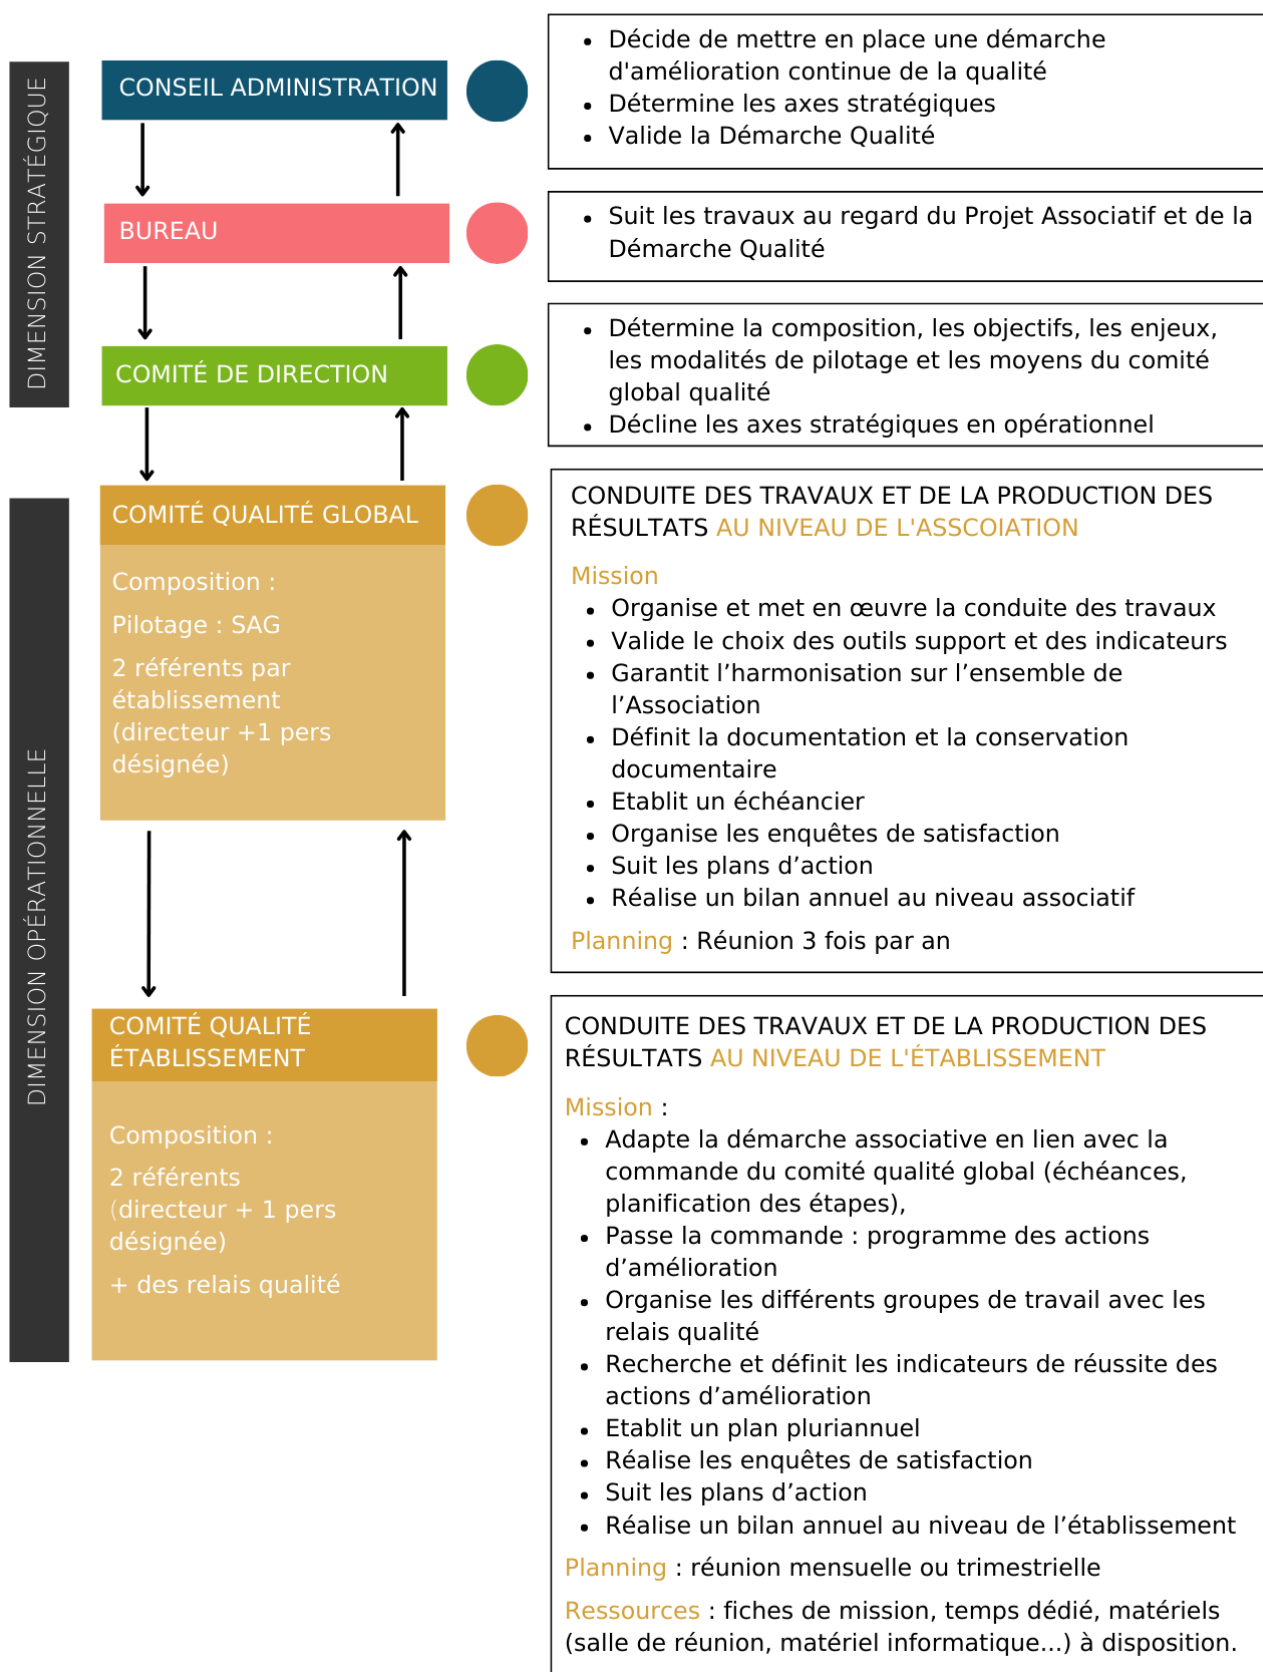 DIMENSION STRATÉGIQUE
CONSEIL ADMINISTRATION
• Décide de mettre en place une démarche
d'amélioration continue de la qualité
• Détermine les axes stratégiques
• Valide la Démarche Qualité
BUREAU
• Suit les travaux au regard du Projet Associatif et de la
Démarche Qualité
COMITÉ DE DIRECTION
• Détermine la composition, les objectifs, les enjeux,
les modalités de pilotage et les moyens du comité
global qualité
• Décline les axes stratégiques en opérationnel
DIMENSION OPÉRATIONNELLE
COMITÉ QUALITÉ GLOBAL
Composition :
Pilotage : SAG
2 référents par
établissement
(directeur +1 pers
désignée)
CONDUITE DES TRAVAUX ET DE LA PRODUCTION DES
RÉSULTATS AU NIVEAU DE L'ASSCOIATION
Mission
• Organise et met en œuvre la conduite des travaux
• Valide le choix des outils support et des indicateurs
• Garantit l’harmonisation sur l’ensemble de
l’Association
• Définit la documentation et la conservation
documentaire
• Etablit un échéancier
• Organise les enquêtes de satisfaction
• Suit les plans d’action
• Réalise un bilan annuel au niveau associatif
Planning : Réunion 3 fois par an
COMITÉ QUALITÉ
ÉTABLISSEMENT
Composition :
2 référents
(directeur + 1 pers
désignée)
+ des relais qualité
CONDUITE DES TRAVAUX ET DE LA PRODUCTION DES
RÉSULTATS AU NIVEAU DE L'ÉTABLISSEMENT
Mission :
• Adapte la démarche associative en lien avec la
commande du comité qualité global (échéances,
planification des étapes),
• Passe la commande : programme des actions
d’amélioration
• Organise les différents groupes de travail avec les
relais qualité
• Recherche et définit les indicateurs de réussite des
actions d’amélioration
• Etablit un plan pluriannuel
• Réalise les enquêtes de satisfaction
• Suit les plans d’action
• Réalise un bilan annuel au niveau de l’établissement
Planning : réunion mensuelle ou trimestrielle
Ressources : fiches de mission, temps dédié, matériels
(salle de réunion, matériel informatique...) à disposition.